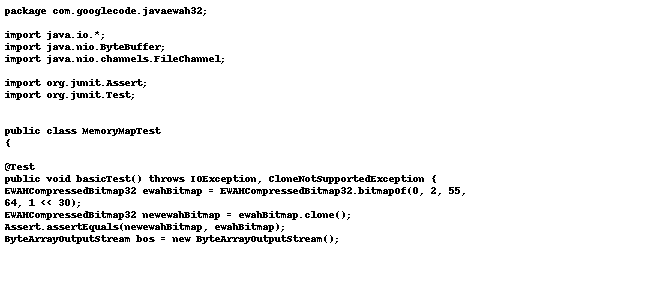 package com.googlecode.javaewah32;
import java.io.*;
import java.nio.ByteBuffer;
import java.nio.channels.FileChannel;
import org.junit.Assert;
import org.junit.Test;
public class MemoryMapTest
{
@Test
public void basicTest() throws IOException, CloneNotSupportedException {
EWAHCompressedBitmap32 ewahBitmap = EWAHCompressedBitmap32.bitmapOf(0, 2, 55,
64, 1 << 30);
EWAHCompressedBitmap32 newewahBitmap = ewahBitmap.clone();
Assert.assertEquals(newewahBitmap, ewahBitmap);
ByteArrayOutputStream bos = new ByteArrayOutputStream();